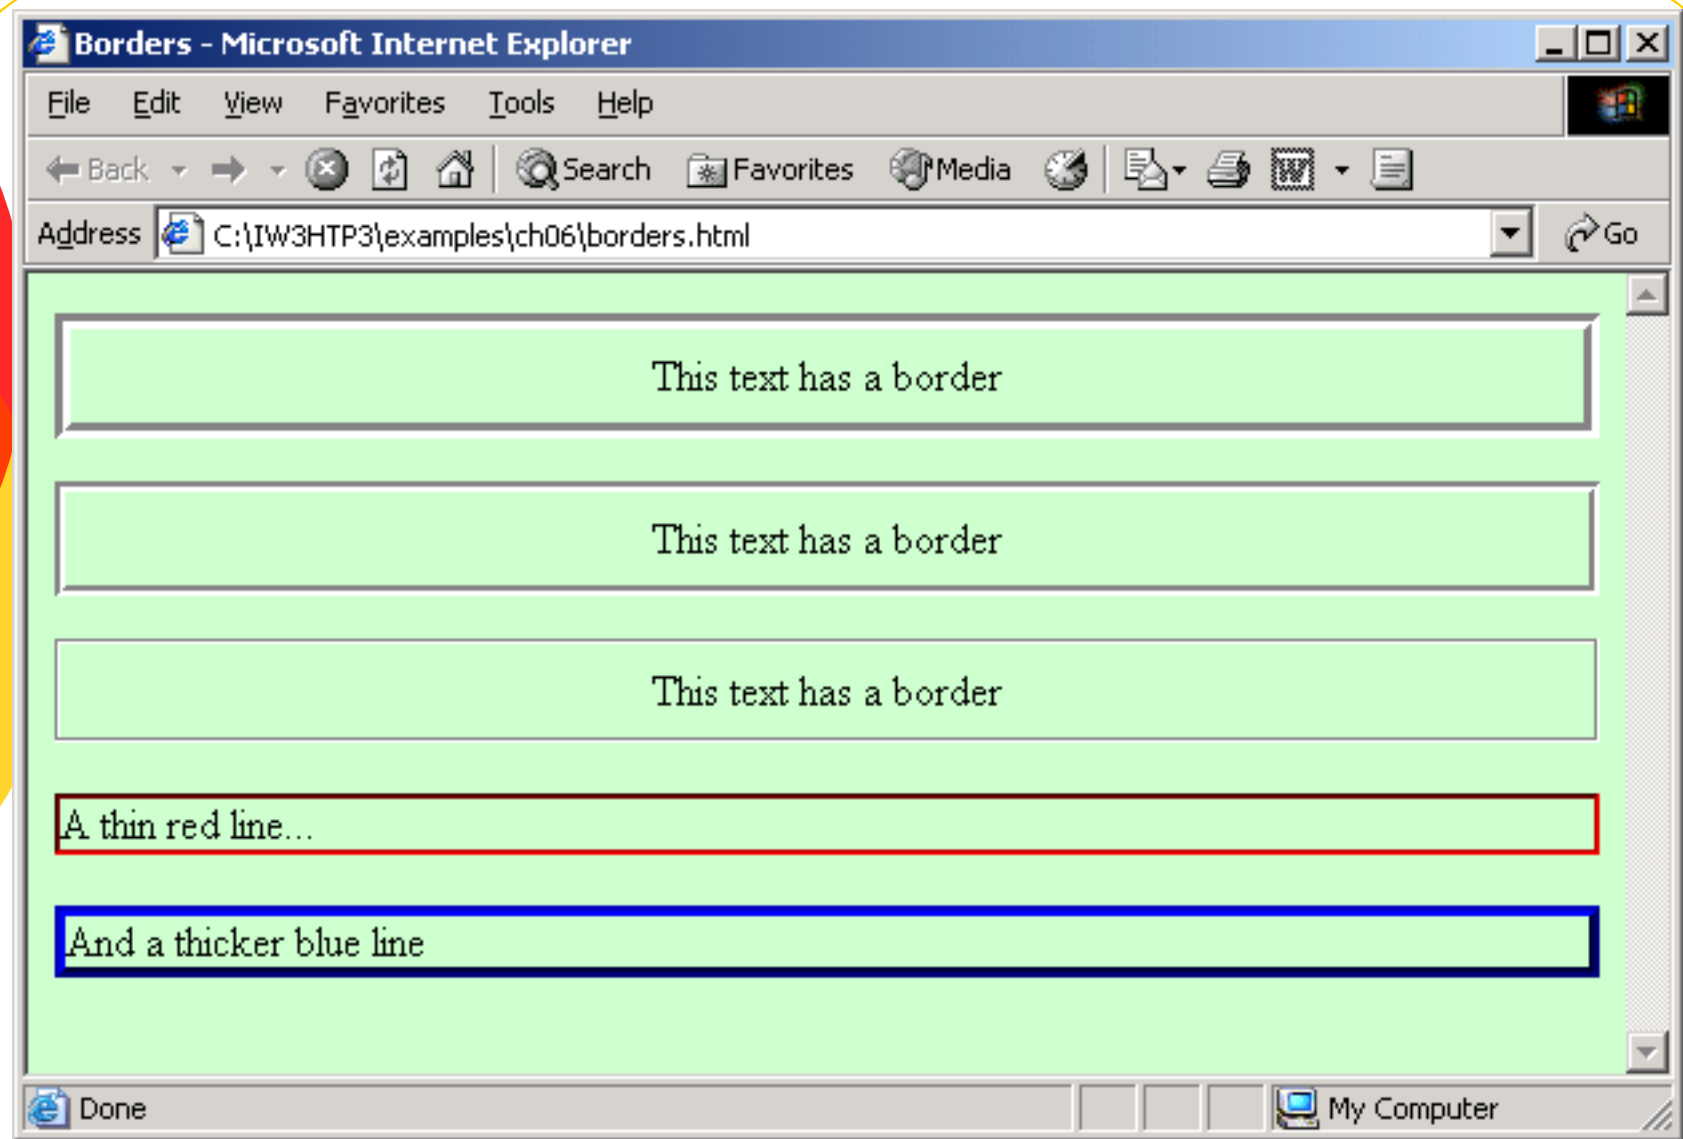 Borders - Microsoft Internet Explorer
File Edit View Favorites Tools Help
Back Search Favorites Media
Address C:\IW3HTP3\examples\ch06\borders.html Go
This text has a border
This text has a border
This text has a border
A thin red line...
And a thicker blue line
Done My Computer